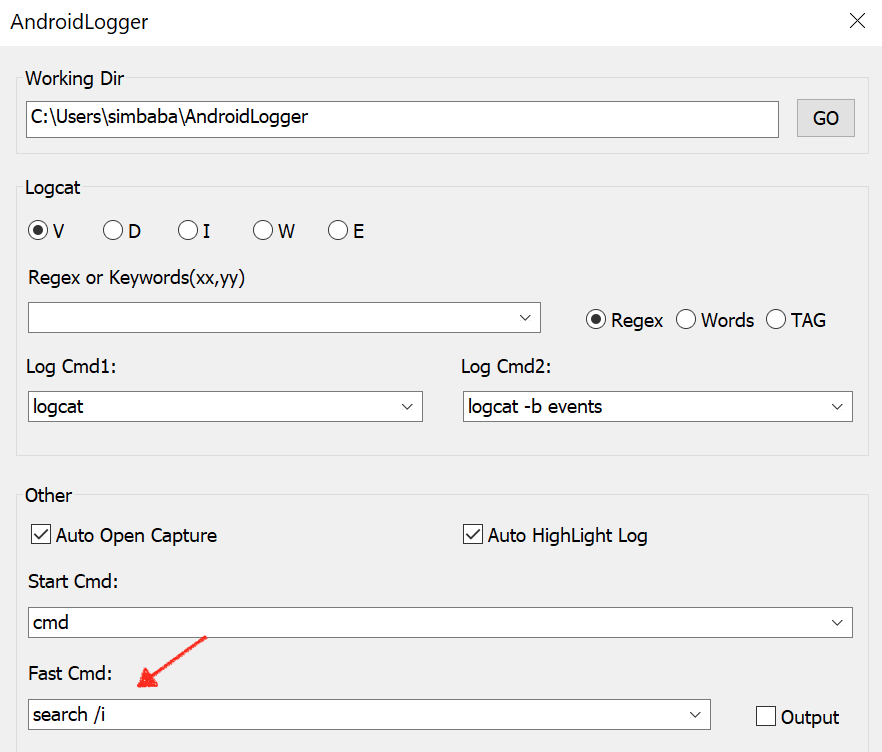 AndroidLogger
Working Dir
C:\Users\simbaba\AndroidLogger
GO
Logcat
V D I W E
Regex or Keywords(xx,yy)
Regex Words TAG
Log Cmd1: Log Cmd2:
logcat logcat -b events
Other
Auto Open Capture Auto HighLight Log
Start Cmd:
cmd
Fast Cmd:
search /i Output